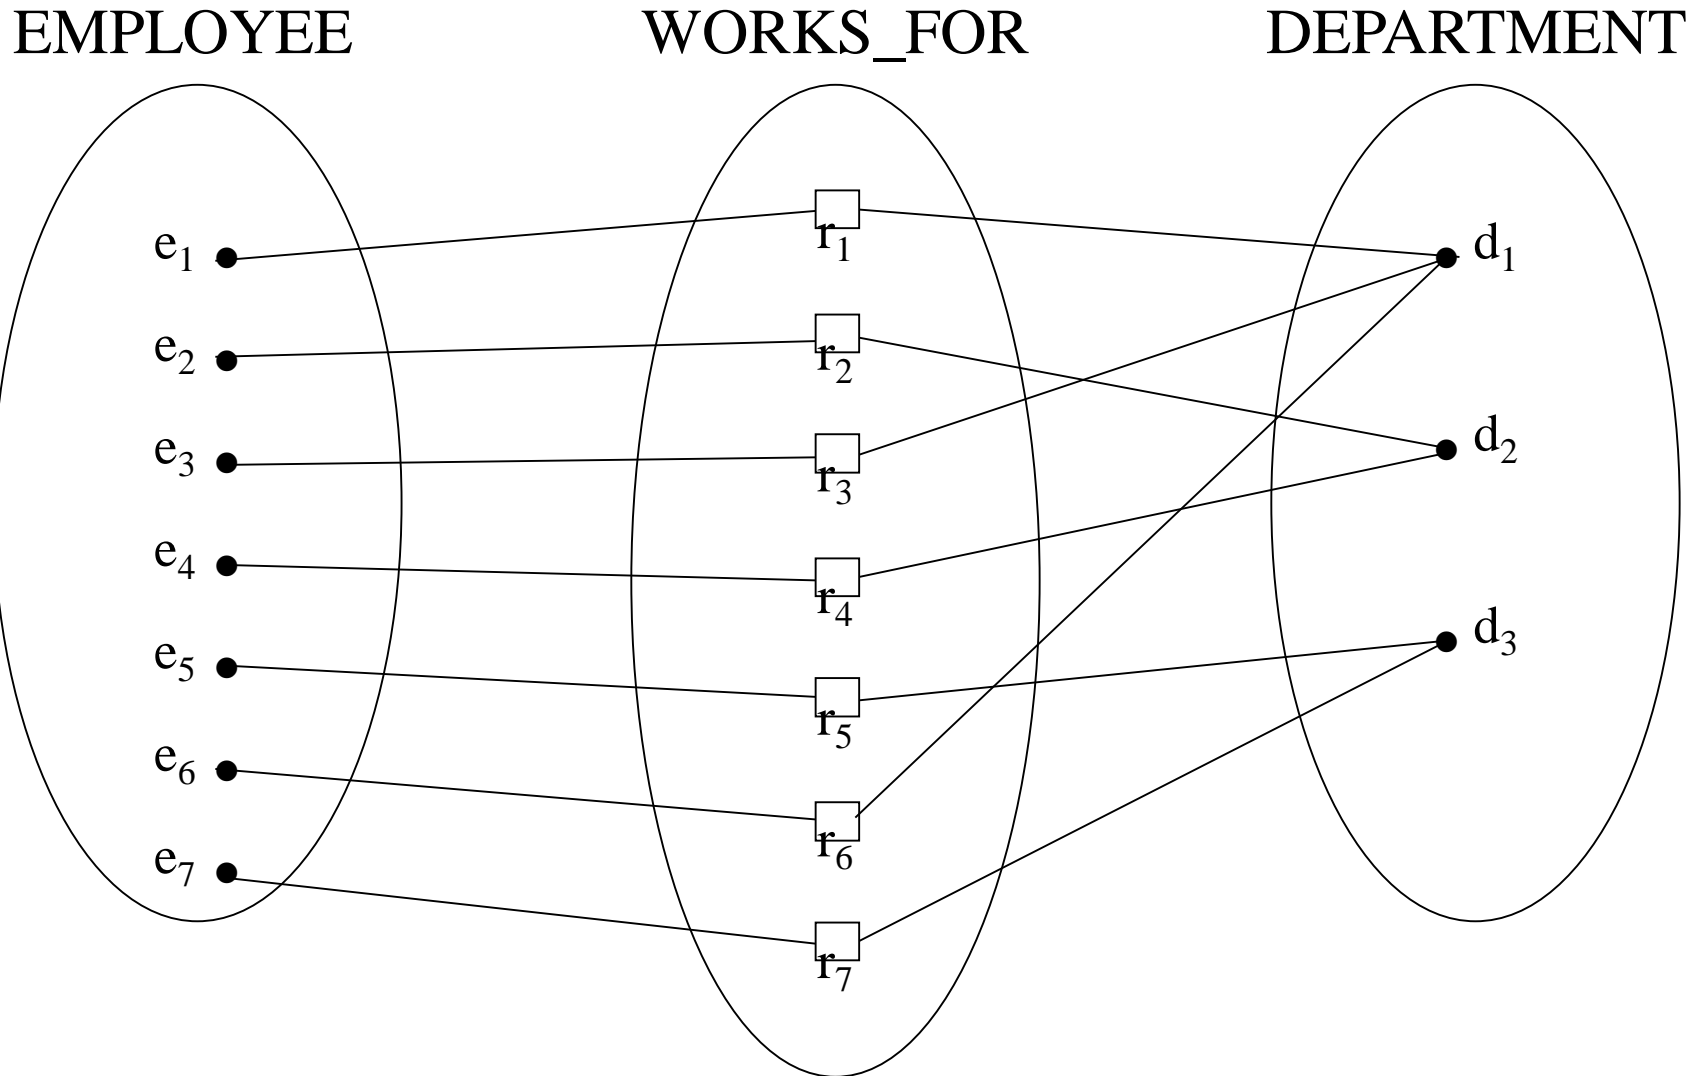 EMPLOYEE WORKS_FOR DEPARTMENT
e1 r1 d1
e2 r2 d2
e3 r3
e4 r4
e5 r5 d3
e6 r6
e7 r7